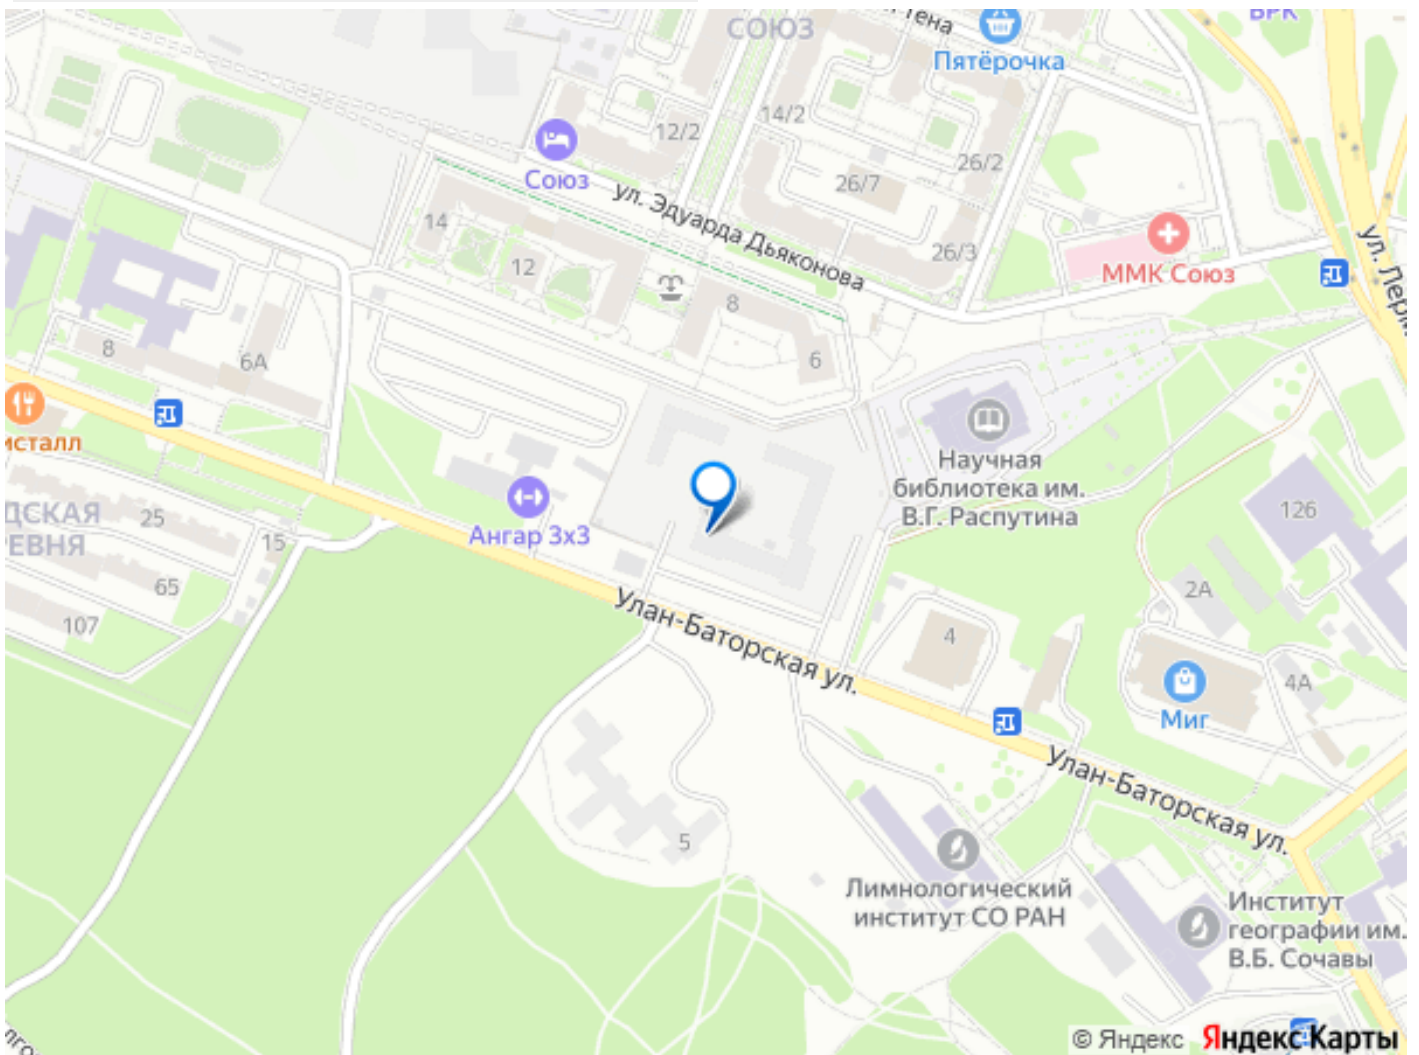 СОЮЗ
Пятёрочка
14/2
12/2
26/2
26/7
Союз
ул. Эдуарда Дьяконова
14
26/3
ММК Союз
12
8
6
8
6А
Научная
библиотека им.
В.Г. Распутина
Ангар 3х3
25
15
65
107
126
2А
Улан-Баторская ул.
4
4А
Миг
Улан-Баторская ул.
5
Лимнологический
институт СО РАН
Институт
географии им.
В.Б. Сочавы
© Яндекс Яндекс Карты